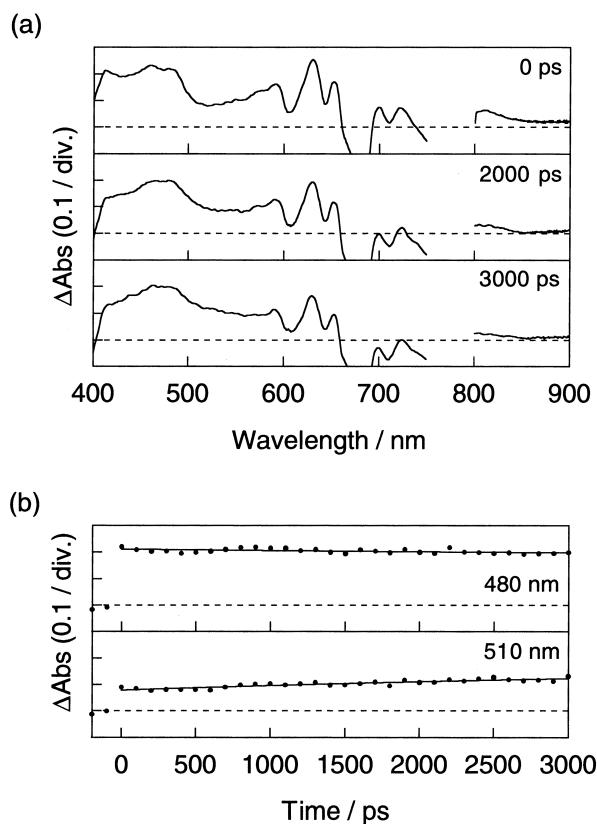 (a)
ΔAbs (0.1 / div.)
0 ps
2000 ps
3000 ps
400 500 600 700 800 900
Wavelength / nm
(b)
ΔAbs (0.1 / div.)
480 nm
510 nm
0 500 1000 1500 2000 2500 3000
Time / ps